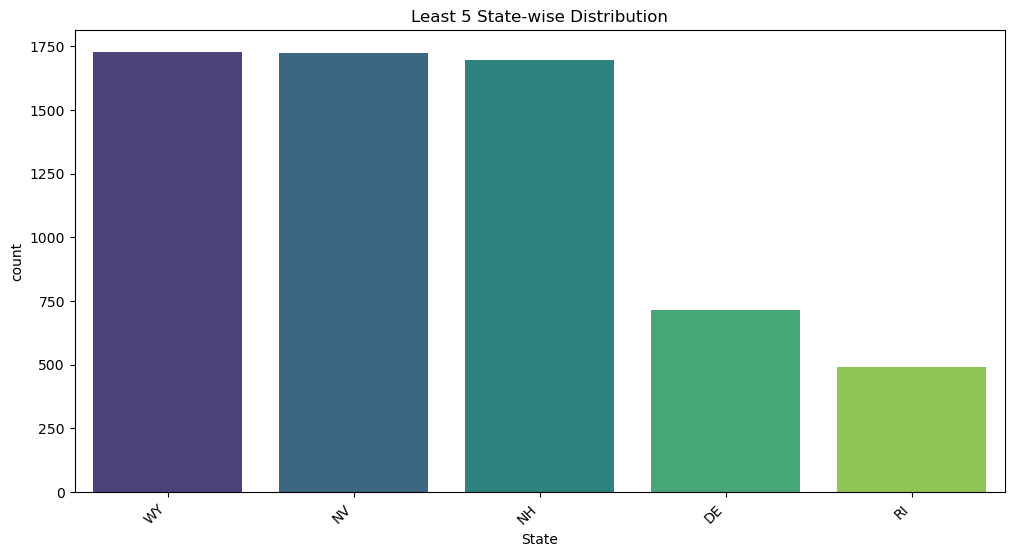 Least 5 State-wise Distribution
1750
1500
1250
1000
750
500
250
0
count
WY
NV
NH
DE
RI
State